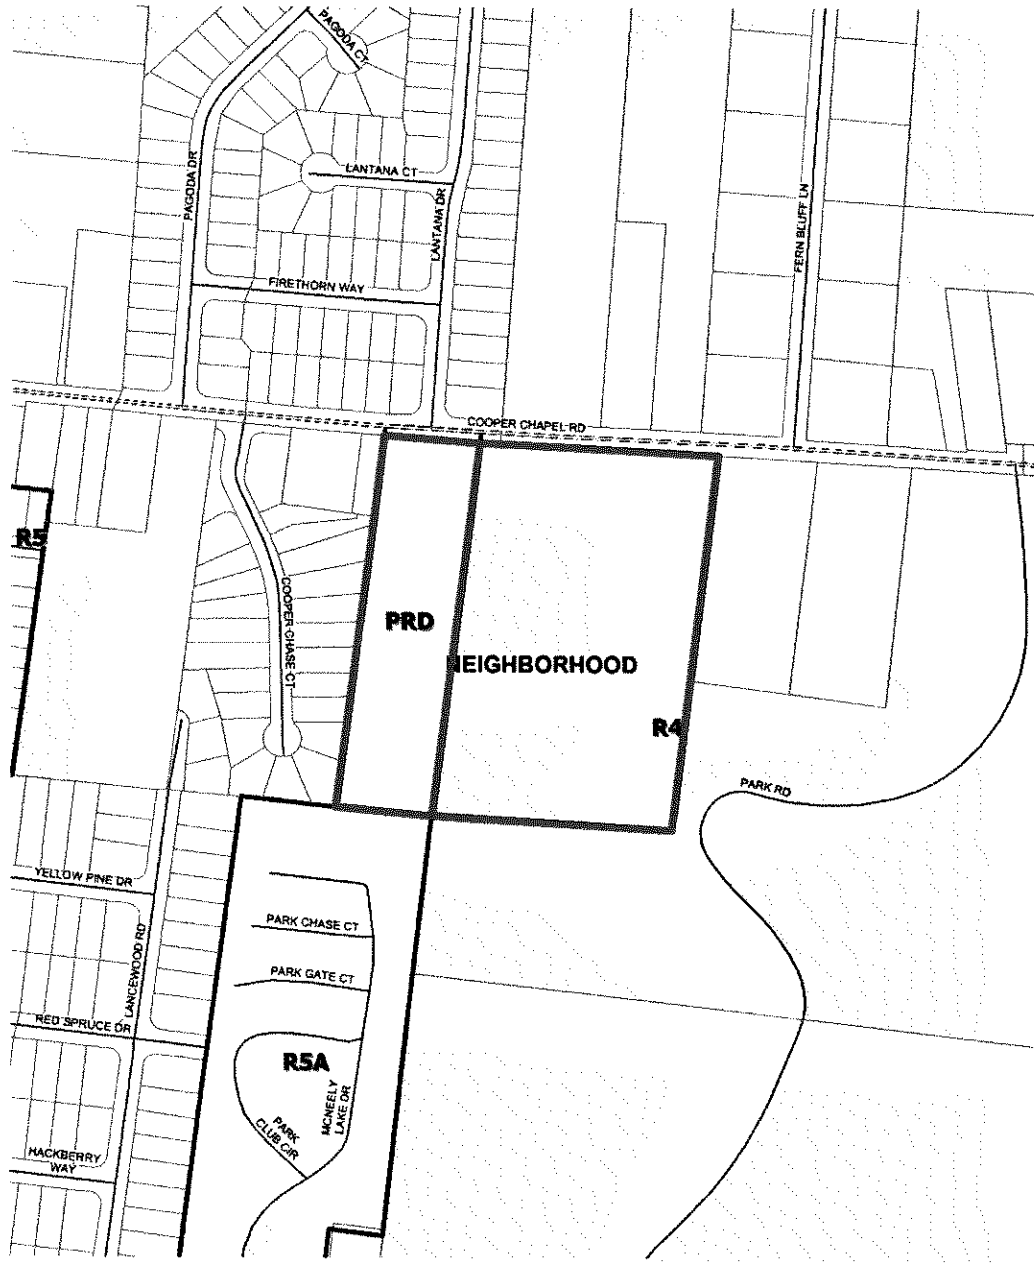 PAGODA CT
PAGODA DR
LANTANA CT
LANTANA DR
FERN BLUFF LN
FIRETHORN WAY
COOPER CHAPEL RD
R5
COOPER CHASE CT
PRD
NEIGHBORHOOD
R4
PARK RD
YELLOW PINE DR
LANCEWOOD RD
PARK CHASE CT
PARK GATE CT
RED SPRUCE DR
R5A
MCNEELY
LAKE DR
PARK
CLUB CIR
HACKBERRY
WAY